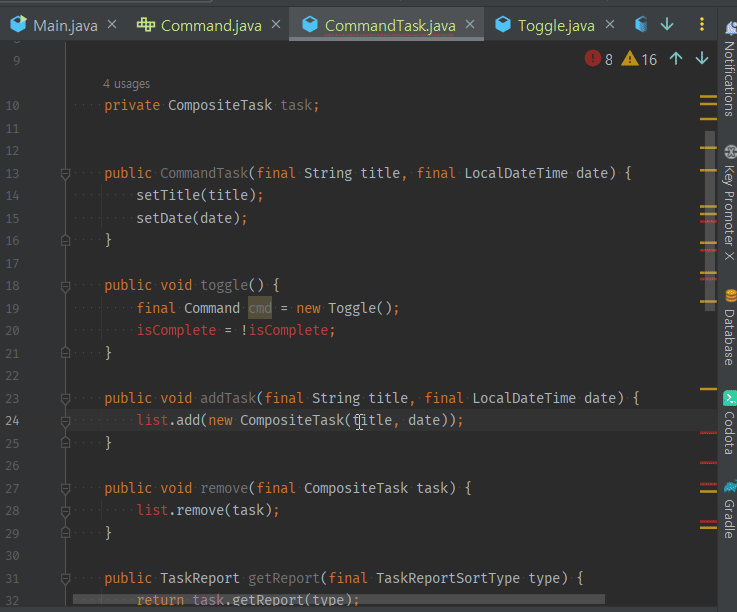 Main.java
Command.java
CommandTask.java
Toggle.java
9
8
16
4 usages
10 private CompositeTask task;
11
12
13 public CommandTask(final String title, final LocalDateTime date) {
14 setTitle(title);
15 setDate(date);
16 }
17
18 public void toggle() {
19 final Command cmd = new Toggle();
20 isComplete = !isComplete;
21 }
22
23 public void addTask(final String title, final LocalDateTime date) {
24 list.add(new CompositeTask(title, date));
25 }
26
27 public void remove(final CompositeTask task) {
28 list.remove(task);
29 }
30
31 public TaskReport getReport(final TaskReportSortType type) {
32 return task.getReport(type);
Notifications
Key Promoter X
Database
Codota
Gradle